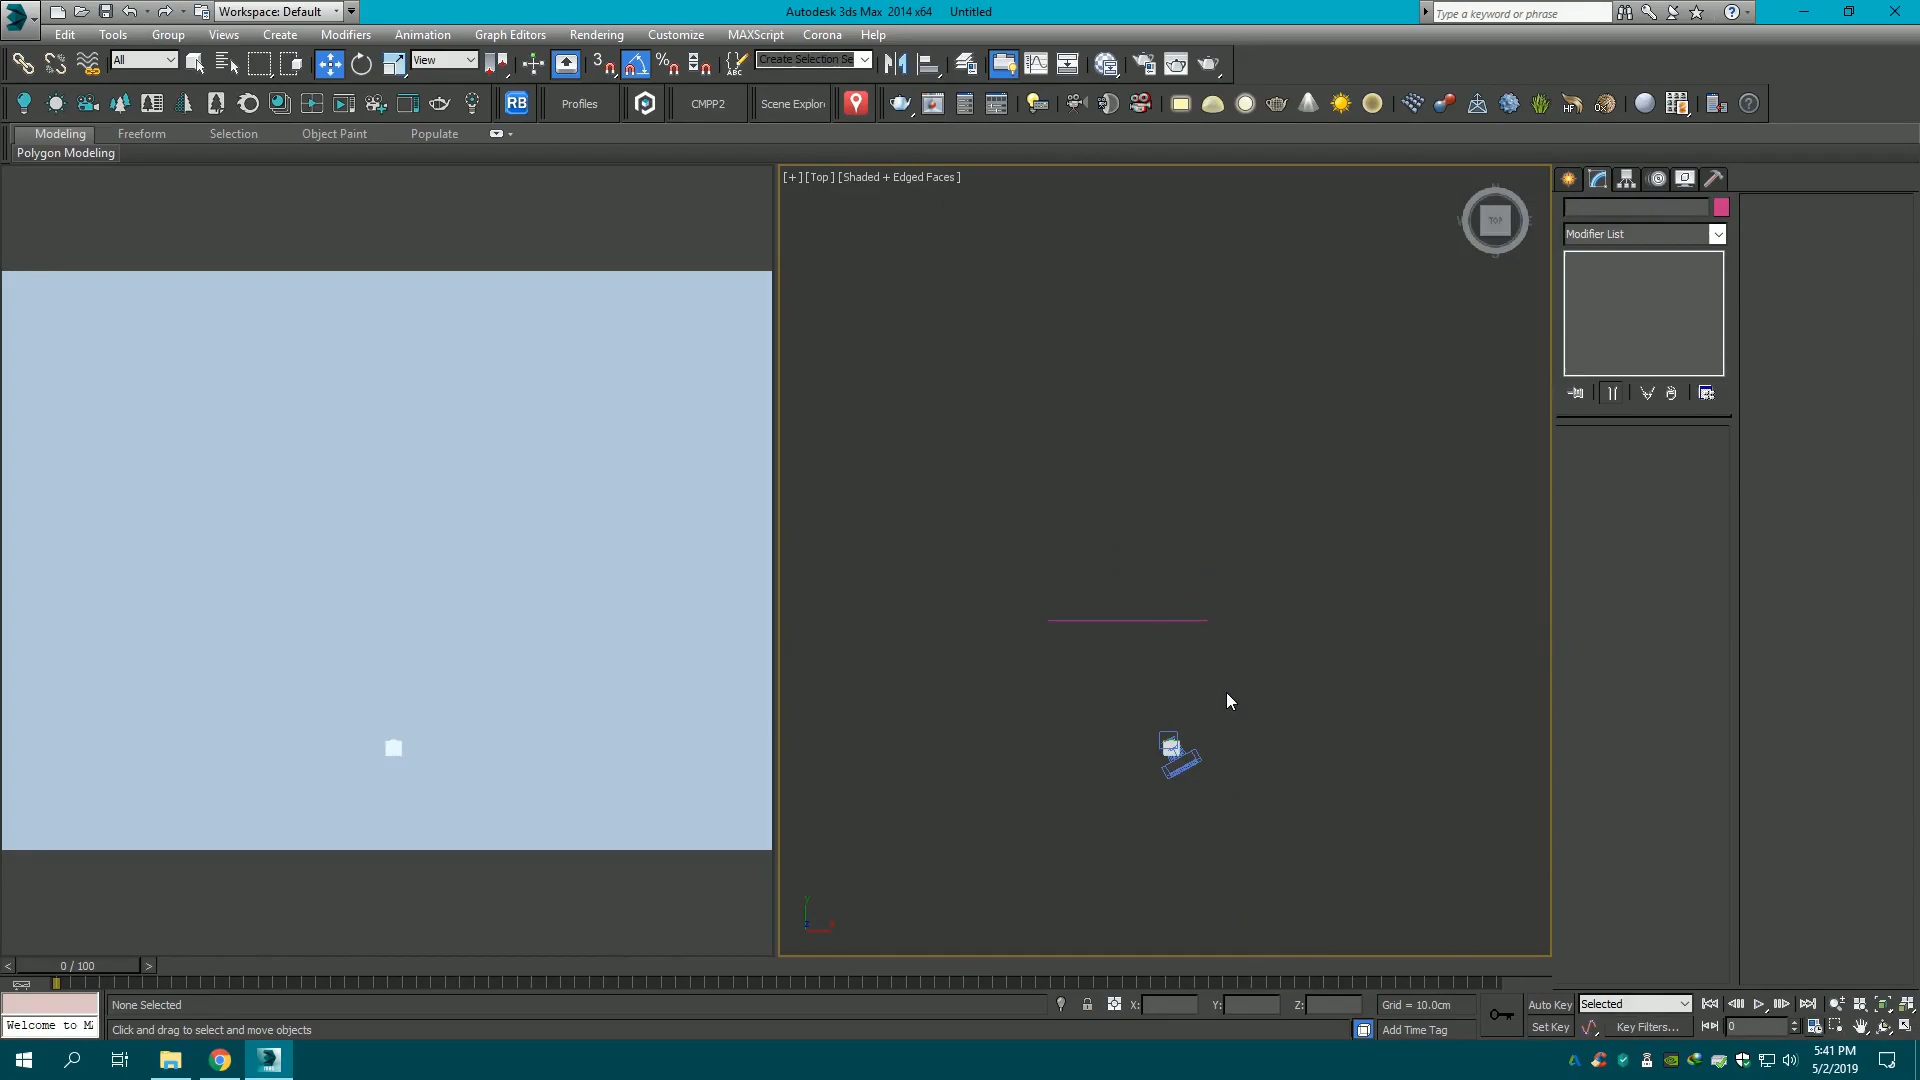 Workspace: Default
Autodesk 3ds Max  2014 x64
Untitled
Type a keyword or phrase
Edit
Tools
Group
Views
Create
Modifiers
Animation
Graph Editors
Rendering
Customize
MAXScript
Corona
Help
All
View
3
%
ABC
Create Selection Se
RB
Profiles
CMPP2
Scene Explor
HF
Modeling
Freeform
Selection
Object Paint
Populate
Polygon Modeling
[+] [Top] [Shaded + Edged Faces]
TOP
Modifier List
< 0 / 100 >
None Selected
X:
Y:
Z:
Grid = 10.0cm
Auto Key
Selected
Welcome to M
Click and drag to select and move objects
Add Time Tag
Set Key
Key Filters...
0
5:41 PM
5/2/2019